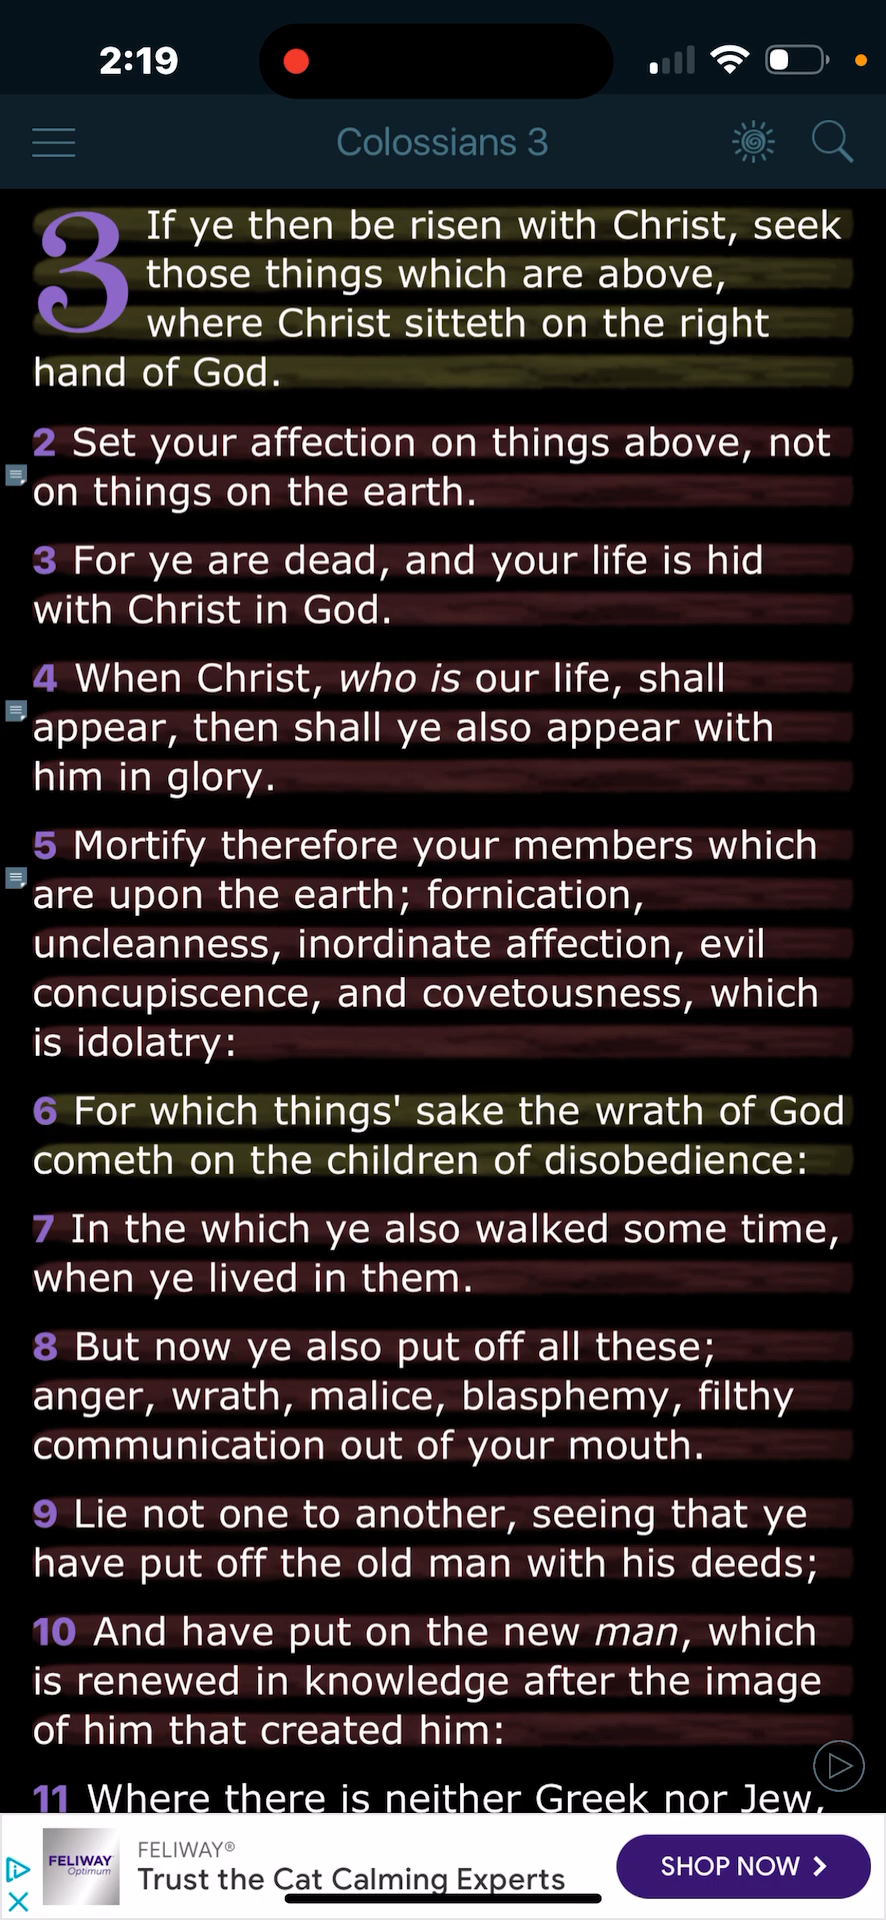 2:19
Colossians 3
3 If ye then be risen with Christ, seek
those things which are above,
where Christ sitteth on the right
hand of God.
2 Set your affection on things above, not
on things on the earth.
3 For ye are dead, and your life is hid
with Christ in God.
4 When Christ, who is our life, shall
appear, then shall ye also appear with
him in glory.
5 Mortify therefore your members which
are upon the earth; fornication,
uncleanness, inordinate affection, evil
concupiscence, and covetousness, which
is idolatry:
6 For which things' sake the wrath of God
cometh on the children of disobedience:
7 In the which ye also walked some time,
when ye lived in them.
8 But now ye also put off all these;
anger, wrath, malice, blasphemy, filthy
communication out of your mouth.
9 Lie not one to another, seeing that ye
have put off the old man with his deeds;
10 And have put on the new man, which
is renewed in knowledge after the image
of him that created him:
11 Where there is neither Greek nor Jew,
FELIWAY
Optimum
FELIWAY®
Trust the Cat Calming Experts
SHOP NOW